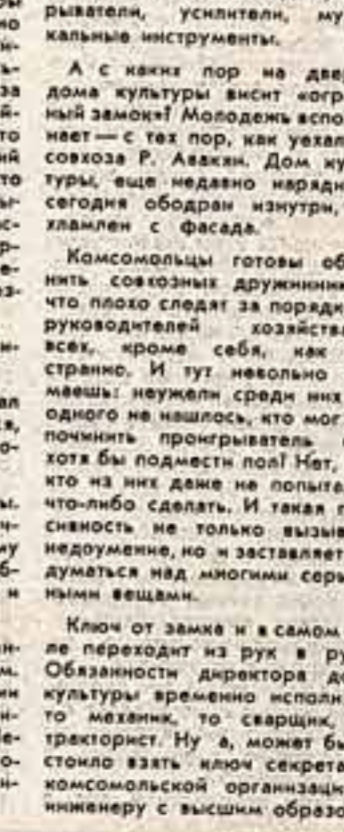 рыватели, усилители, му
кальные инструменты.
А с каких пор на двер
дома культуры висит «огр
ный замок»? Молодежь вспо
нает — с тех пор, как уехал
совхоза Р. Авакян. Дом ку
туры, еще недавно нарядн
сегодня ободран изнутри,
хламлен с фасада.
Комсомольцы готовы об
нить совхозных дружинник
что плохо следят за порядк
руководителей хозяйства
всех, кроме себя, как
странно. И тут невольно
маешь: неужели среди них
одного не нашлось, кто мог
починить проигрыватель
хотя бы подмести пол? Нет,
кто из них даже не попыта
что-либо сделать. И такая п
сивность не только вызыв
недоумение, но и заставляет
думаться над многими серь
ными вещами.
Ключ от замка и в самом
ле переходит из рук в ру
Обязанности директора до
культуры временно исполн
то механик, то сварщик,
тракторист. Ну а, может бы
стоило взять ключ секрета
комсомольской организаци
инженеру с высшим образо